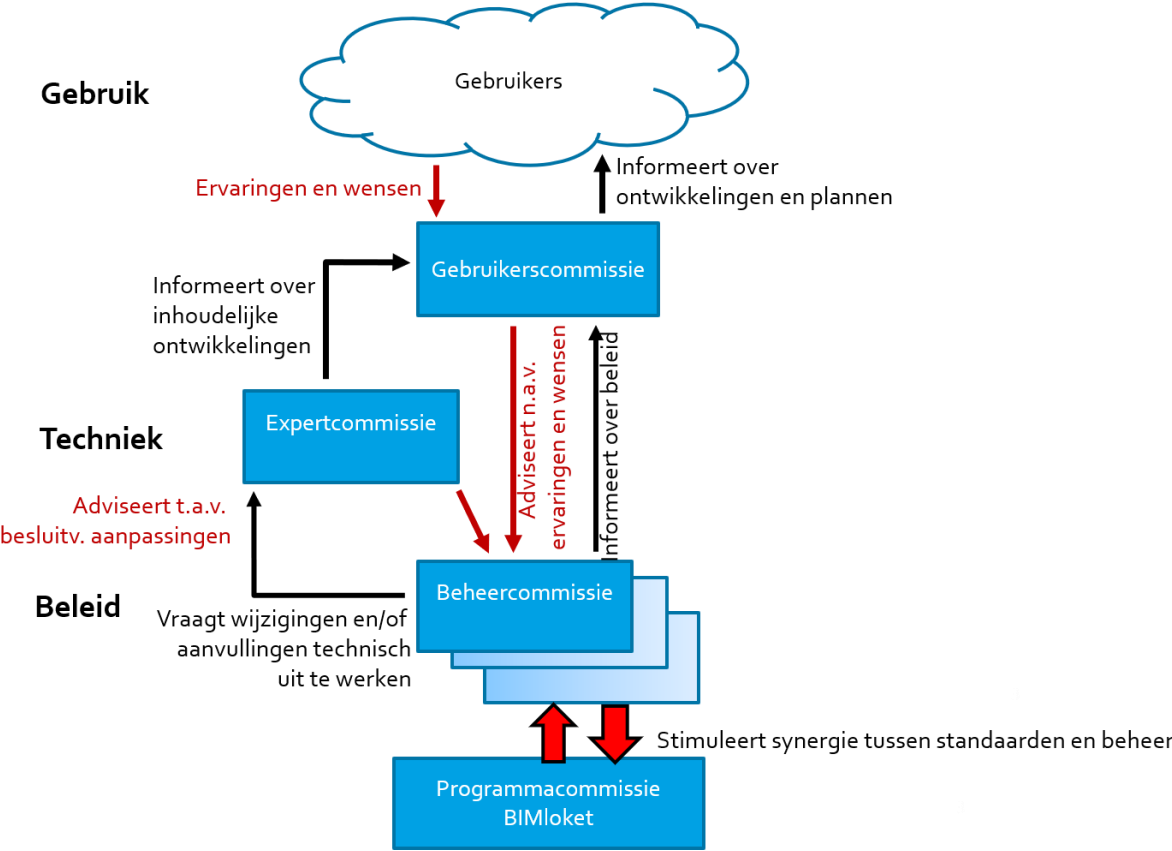 Gebruikers
Gebruik
Informeert over
ontwikkelingen en plannen
Ervaringen en wensen
Gebruikerscommissie
Informeert over
inhoudelijke
ontwikkelingen
Adviseert n.a.v.
ervaringen en wensen
Informeert over beleid
Expertcommissie
Techniek
Adviseert t.a.v.
besluitv. aanpassingen
Beheercommissie
Beleid
Vraagt wijzigingen en/of
aanvullingen technisch
uit te werken
Stimuleert synergie tussen standaarden en beheer
Programmacommissie
BIMloket